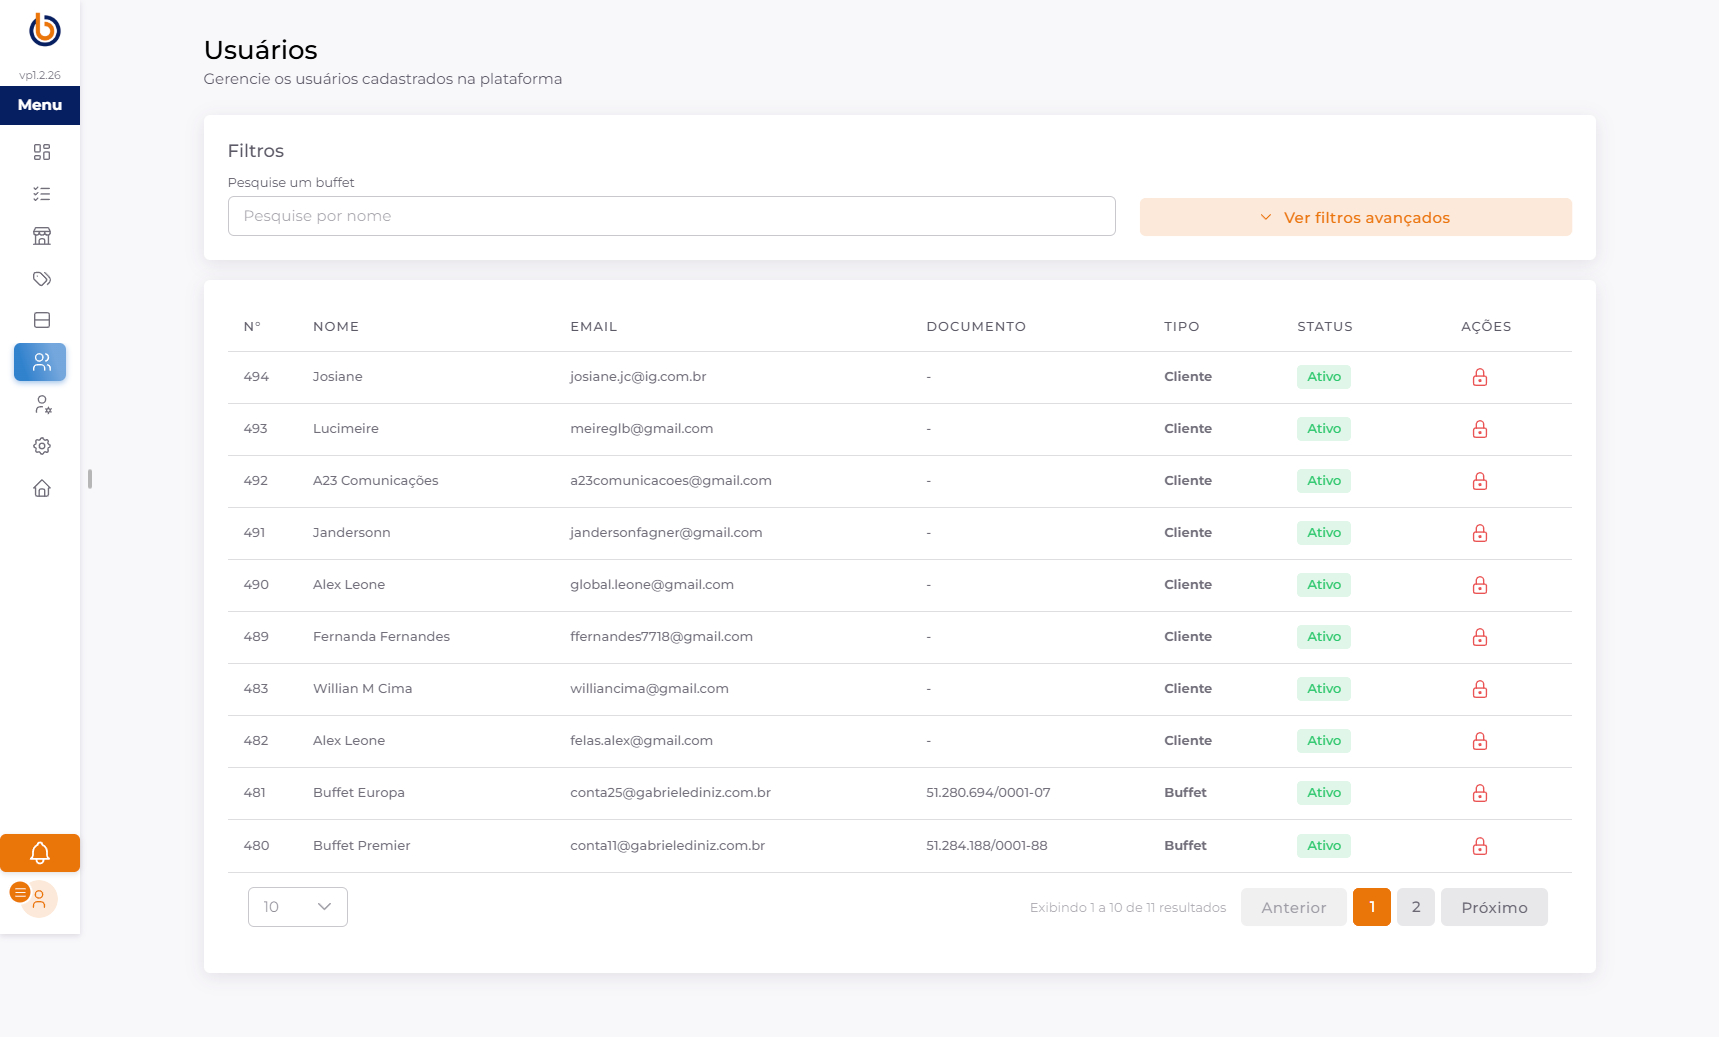 vp1.2.26
Menu
Usuários
Gerencie os usuários cadastrados na plataforma
Filtros
Pesquise um buffet
Pesquise por nome
Ver filtros avançados
N° NOME EMAIL DOCUMENTO TIPO STATUS AÇÕES
494 Josiane josiane.jc@ig.com.br - Cliente Ativo
493 Lucimeire meireglb@gmail.com - Cliente Ativo
492 A23 Comunicações a23comunicacoes@gmail.com - Cliente Ativo
491 Jandersonn jandersonfagner@gmail.com - Cliente Ativo
490 Alex Leone global.leone@gmail.com - Cliente Ativo
489 Fernanda Fernandes ffernandes7718@gmail.com - Cliente Ativo
483 Willian M Cima williancima@gmail.com - Cliente Ativo
482 Alex Leone felas.alex@gmail.com - Cliente Ativo
481 Buffet Europa conta25@gabrielediniz.com.br 51.280.694/0001-07 Buffet Ativo
480 Buffet Premier conta11@gabrielediniz.com.br 51.284.188/0001-88 Buffet Ativo
10 Exibindo 1 a 10 de 11 resultados Anterior 1 2 Próximo